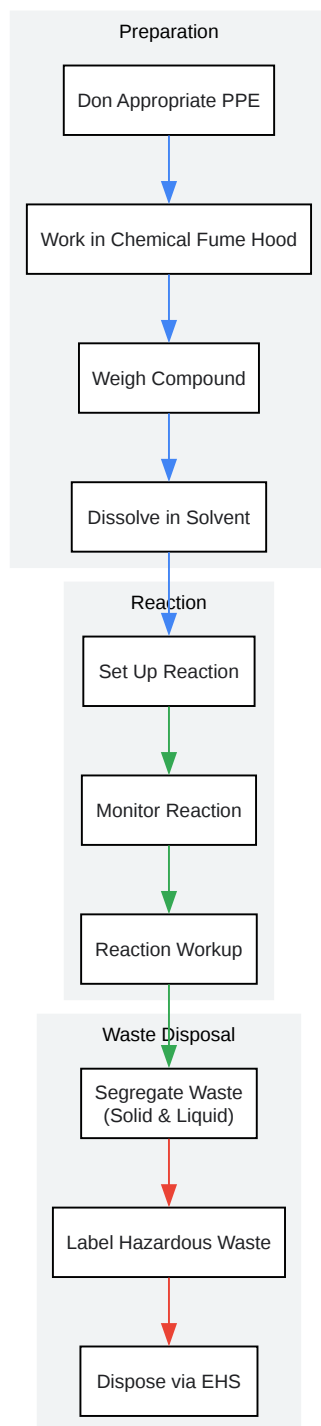 Preparation
Don Appropriate PPE
Work in Chemical Fume Hood
Weigh Compound
Dissolve in Solvent
Reaction
Set Up Reaction
Monitor Reaction
Reaction Workup
Waste Disposal
Segregate Waste
(Solid & Liquid)
Label Hazardous Waste
Dispose via EHS